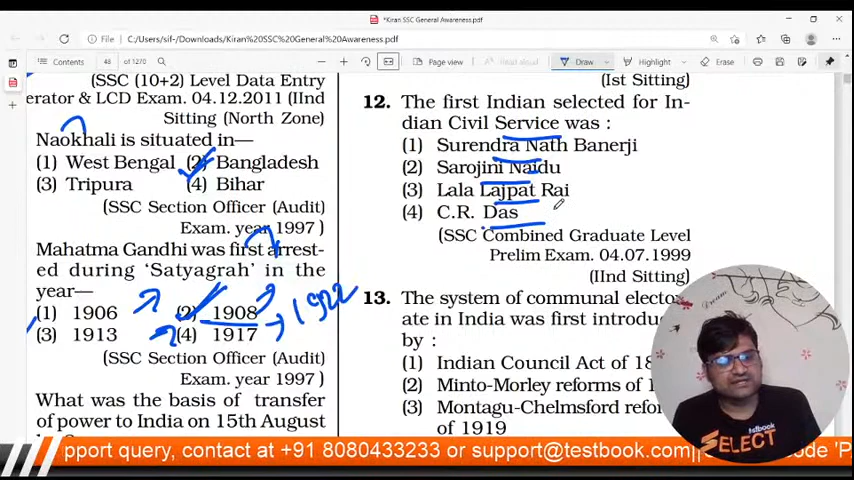 *Kiran SSC General Awareness.pdf
File
C:/Users/sif-/Downloads/Kiran%20SSC%20General%20Awareness.pdf
Contents
48
of 1270
Page view
Read aloud
Draw
Highlight
Erase
(SSC (10+2) Level Data Entry
erator & LCD Exam. 04.12.2011 (IInd
Sitting (North Zone)
Naokhali is situated in—
(1) West Bengal (2) Bangladesh
(3) Tripura (4) Bihar
(SSC Section Officer (Audit)
Exam. year 1997)
Mahatma Gandhi was first arrest-
ed during ‘Satyagrah’ in the
year—
(1) 1906 (2) 1908
(3) 1913 (4) 1917
1922
(SSC Section Officer (Audit)
Exam. year 1997 )
What was the basis of transfer
of power to India on 15th August
(Ist Sitting)
12. The first Indian selected for In-
dian Civil Service was :
(1) Surendra Nath Banerji
(2) Sarojini Naidu
(3) Lala Lajpat Rai
(4) C.R. Das
(SSC Combined Graduate Level
Prelim Exam. 04.07.1999
(IInd Sitting)
13. The system of communal elector-
ate in India was first introdu
by :
(1) Indian Council Act of 18
(2) Minto-Morley reforms of 1
(3) Montagu-Chelmsford refor
of 1919
Dream
testbook
SELECT
pport query, contact to +91 8080433233 or support@testbook.com||
code 'P